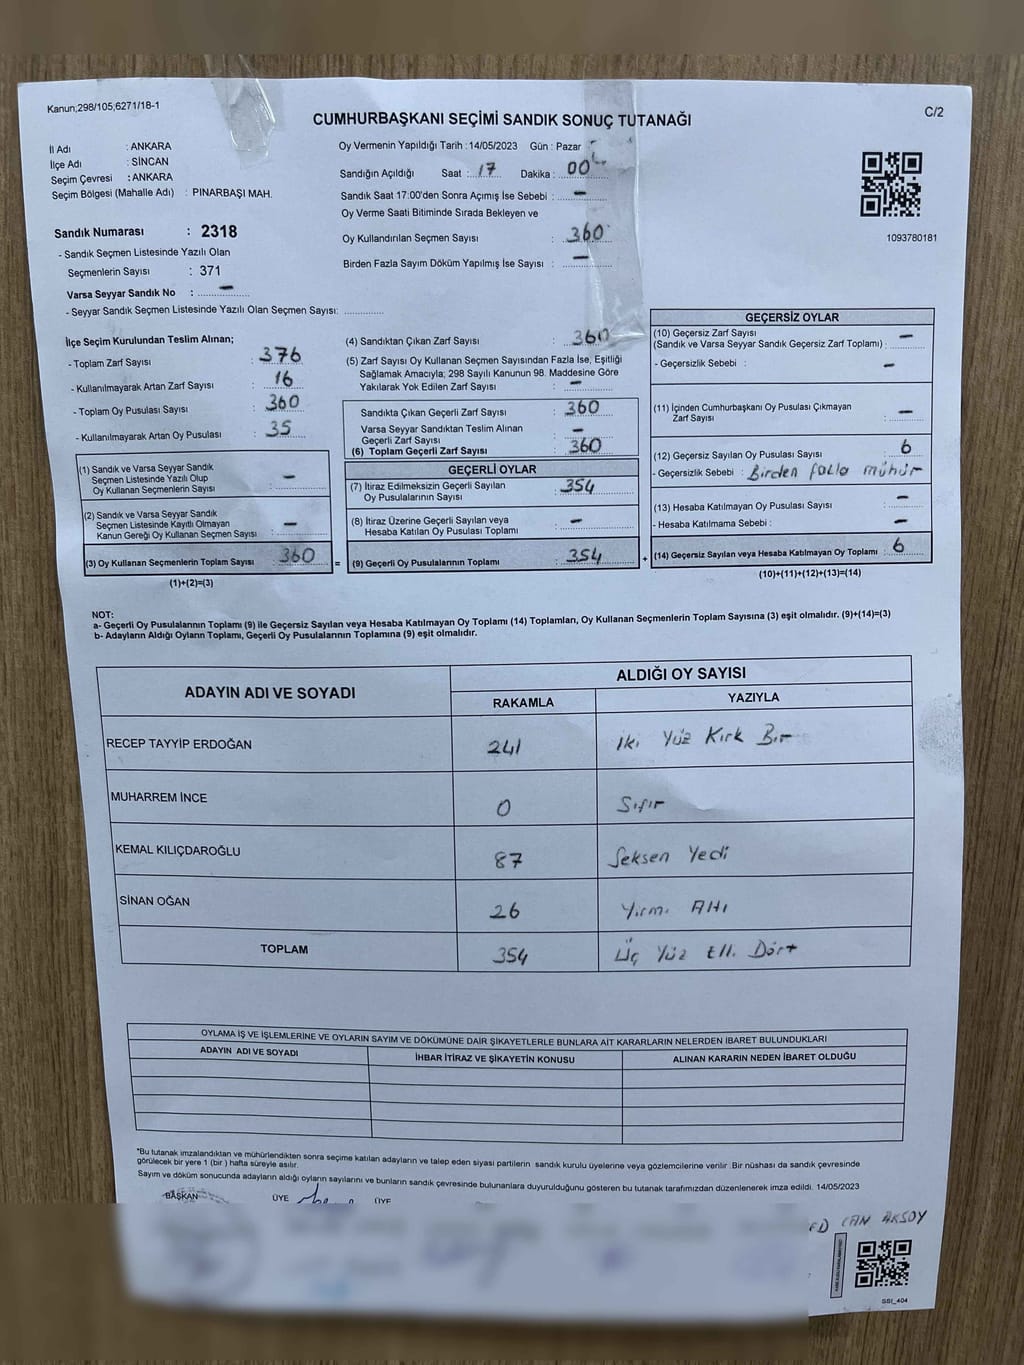 Kanun;298/105;6271/18-1
C/2
CUMHURBAŞKANI SEÇİMİ SANDIK SONUÇ TUTANAĞI
İl Adı : ANKARA
İlçe Adı : SİNCAN
Seçim Çevresi : ANKARA
Seçim Bölgesi (Mahalle Adı) : PINARBAŞI MAH.
Sandık Numarası : 2318
- Sandık Seçmen Listesinde Yazılı Olan
Seçmenlerin Sayısı : 371
Varsa Seyyar Sandık No : –
- Seyyar Sandık Seçmen Listesinde Yazılı Olan Seçmen Sayısı:
Oy Vermenin Yapıldığı Tarih : 14/05/2023 Gün : Pazar
Sandığın Açıldığı Saat : 17 Dakika : 00
Sandık Saat 17:00'den Sonra Açımış İse Sebebi : –
Oy Verme Saati Bitiminde Sırada Bekleyen ve
Oy Kullandırılan Seçmen Sayısı : 360
Birden Fazla Sayım Döküm Yapılmış İse Sayısı : –
1093780181
İlçe Seçim Kurulundan Teslim Alınan;
- Toplam Zarf Sayısı : 376
- Kullanılmayarak Artan Zarf Sayısı : 16
- Toplam Oy Pusulası Sayısı : 360
- Kullanılmayarak Artan Oy Pusulası : 35
(1) Sandık ve Varsa Seyyar Sandık
Seçmen Listesinde Yazılı Olup
Oy Kullanan Seçmenlerin Sayısı : –
(2) Sandık ve Varsa Seyyar Sandık
Seçmen Listesinde Kayıtlı Olmayan
Kanun Gereği Oy Kullanan Seçmen Sayısı : –
(3) Oy Kullanan Seçmenlerin Toplam Sayısı : 360
(1)+(2)=(3)
=
(4) Sandıktan Çıkan Zarf Sayısı : 360
(5) Zarf Sayısı Oy Kullanan Seçmen Sayısından Fazla İse, Eşitliği
Sağlamak Amacıyla; 298 Sayılı Kanunun 98. Maddesine Göre
Yakılarak Yok Edilen Zarf Sayısı : –
Sandıkta Çıkan Geçerli Zarf Sayısı : 360
Varsa Seyyar Sandıktan Teslim Alınan
Geçerli Zarf Sayısı : –
(6) Toplam Geçerli Zarf Sayısı : 360
GEÇERLİ OYLAR
(7) İtiraz Edilmeksizin Geçerli Sayılan
Oy Pusulalarının Sayısı : 354
(8) İtiraz Üzerine Geçerli Sayılan veya
Hesaba Katılan Oy Pusulası Toplamı : –
(9) Geçerli Oy Pusulalarının Toplamı : 354
+
GEÇERSİZ OYLAR
(10) Geçersiz Zarf Sayısı
(Sandık ve Varsa Seyyar Sandık Geçersiz Zarf Toplamı) : –
- Geçersizlik Sebebi : –
(11) İçinden Cumhurbaşkanı Oy Pusulası Çıkmayan
Zarf Sayısı : –
(12) Geçersiz Sayılan Oy Pusulası Sayısı : 6
- Geçersizlik Sebebi : Birden fazla mühür
(13) Hesaba Katılmayan Oy Pusulası Sayısı : –
- Hesaba Katılmama Sebebi : –
(14) Geçersiz Sayılan veya Hesaba Katılmayan Oy Toplamı : 6
(10)+(11)+(12)+(13)=(14)
NOT:
a- Geçerli Oy Pusulalarının Toplamı (9) ile Geçersiz Sayılan veya Hesaba Katılmayan Oy Toplamı (14) Toplamları, Oy Kullanan Seçmenlerin Toplam Sayısına (3) eşit olmalıdır. (9)+(14)=(3)
b- Adayların Aldığı Oyların Toplamı, Geçerli Oy Pusulalarının Toplamına (9) eşit olmalıdır.
ADAYIN ADI VE SOYADI
ALDIĞI OY SAYISI
RAKAMLA YAZIYLA
RECEP TAYYİP ERDOĞAN 241 İki Yüz Kırk Bir
MUHARREM İNCE 0 Sıfır
KEMAL KILIÇDAROĞLU 87 Seksen Yedi
SİNAN OĞAN 26 Yirmi Altı
TOPLAM 354 Üç Yüz Elli Dört
OYLAMA İŞ VE İŞLEMLERİNE VE OYLARIN SAYIM VE DÖKÜMÜNE DAİR ŞİKAYETLERLE BUNLARA AİT KARARLARIN NELERDEN İBARET BULUNDUKLARI
ADAYIN ADI VE SOYADI İHBAR İTİRAZ VE ŞİKAYETİN KONUSU ALINAN KARARIN NEDEN İBARET OLDUĞU
*Bu tutanak imzalandıktan ve mühürlendikten sonra seçime katılan adayların ve talep eden siyasi partilerin sandık kurulu üyelerine veya gözlemcilerine verilir. Bir nüshası da sandık çevresinde
görülecek bir yere 1 (bir) hafta süreyle asılır.
Sayım ve döküm sonucunda adayların aldığı oyların sayılarını ve bunların sandık çevresinde bulunanlara duyurulduğunu gösteren bu tutanak tarafımızdan düzenlenerek imza edildi. 14/05/2023
BAŞKAN ÜYE ÜYE
ED CAN AKSOY
SSI_404